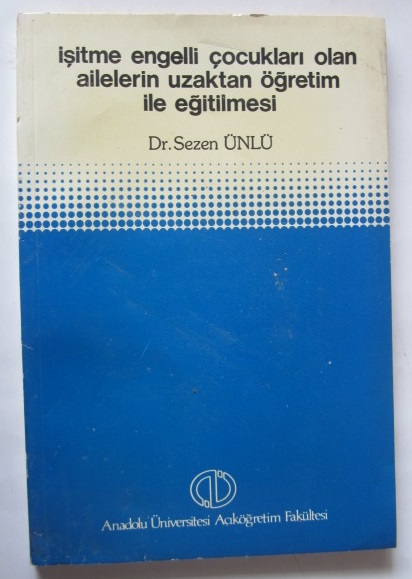 işitme engelli çocukları olan
ailelerin uzaktan öğretim
ile eğitilmesi
Dr. Sezen ÜNLÜ
Anadolu Üniversitesi Açıköğretim Fakültesi